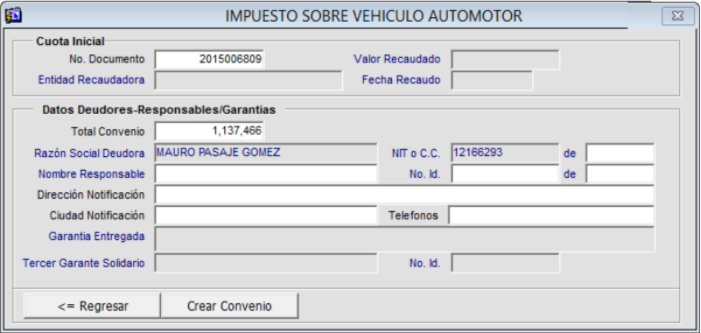 IMPUESTO SOBRE VEHICULO AUTOMOTOR
Cuota Inicial
No. Documento 2015006809 Valor Recaudado
Entidad Recaudadora Fecha Recaudo
Datos Deudores-Responsables/Garantias
Total Convenio 1,137,466
Razón Social Deudora MAURO PASAJE GOMEZ NIT o C.C. 12166293 de
Nombre Responsable No. Id. de
Dirección Notificación
Ciudad Notificación Telefonos
Garantia Entregada
Tercer Garante Solidario No. Id.
<= Regresar Crear Convenio